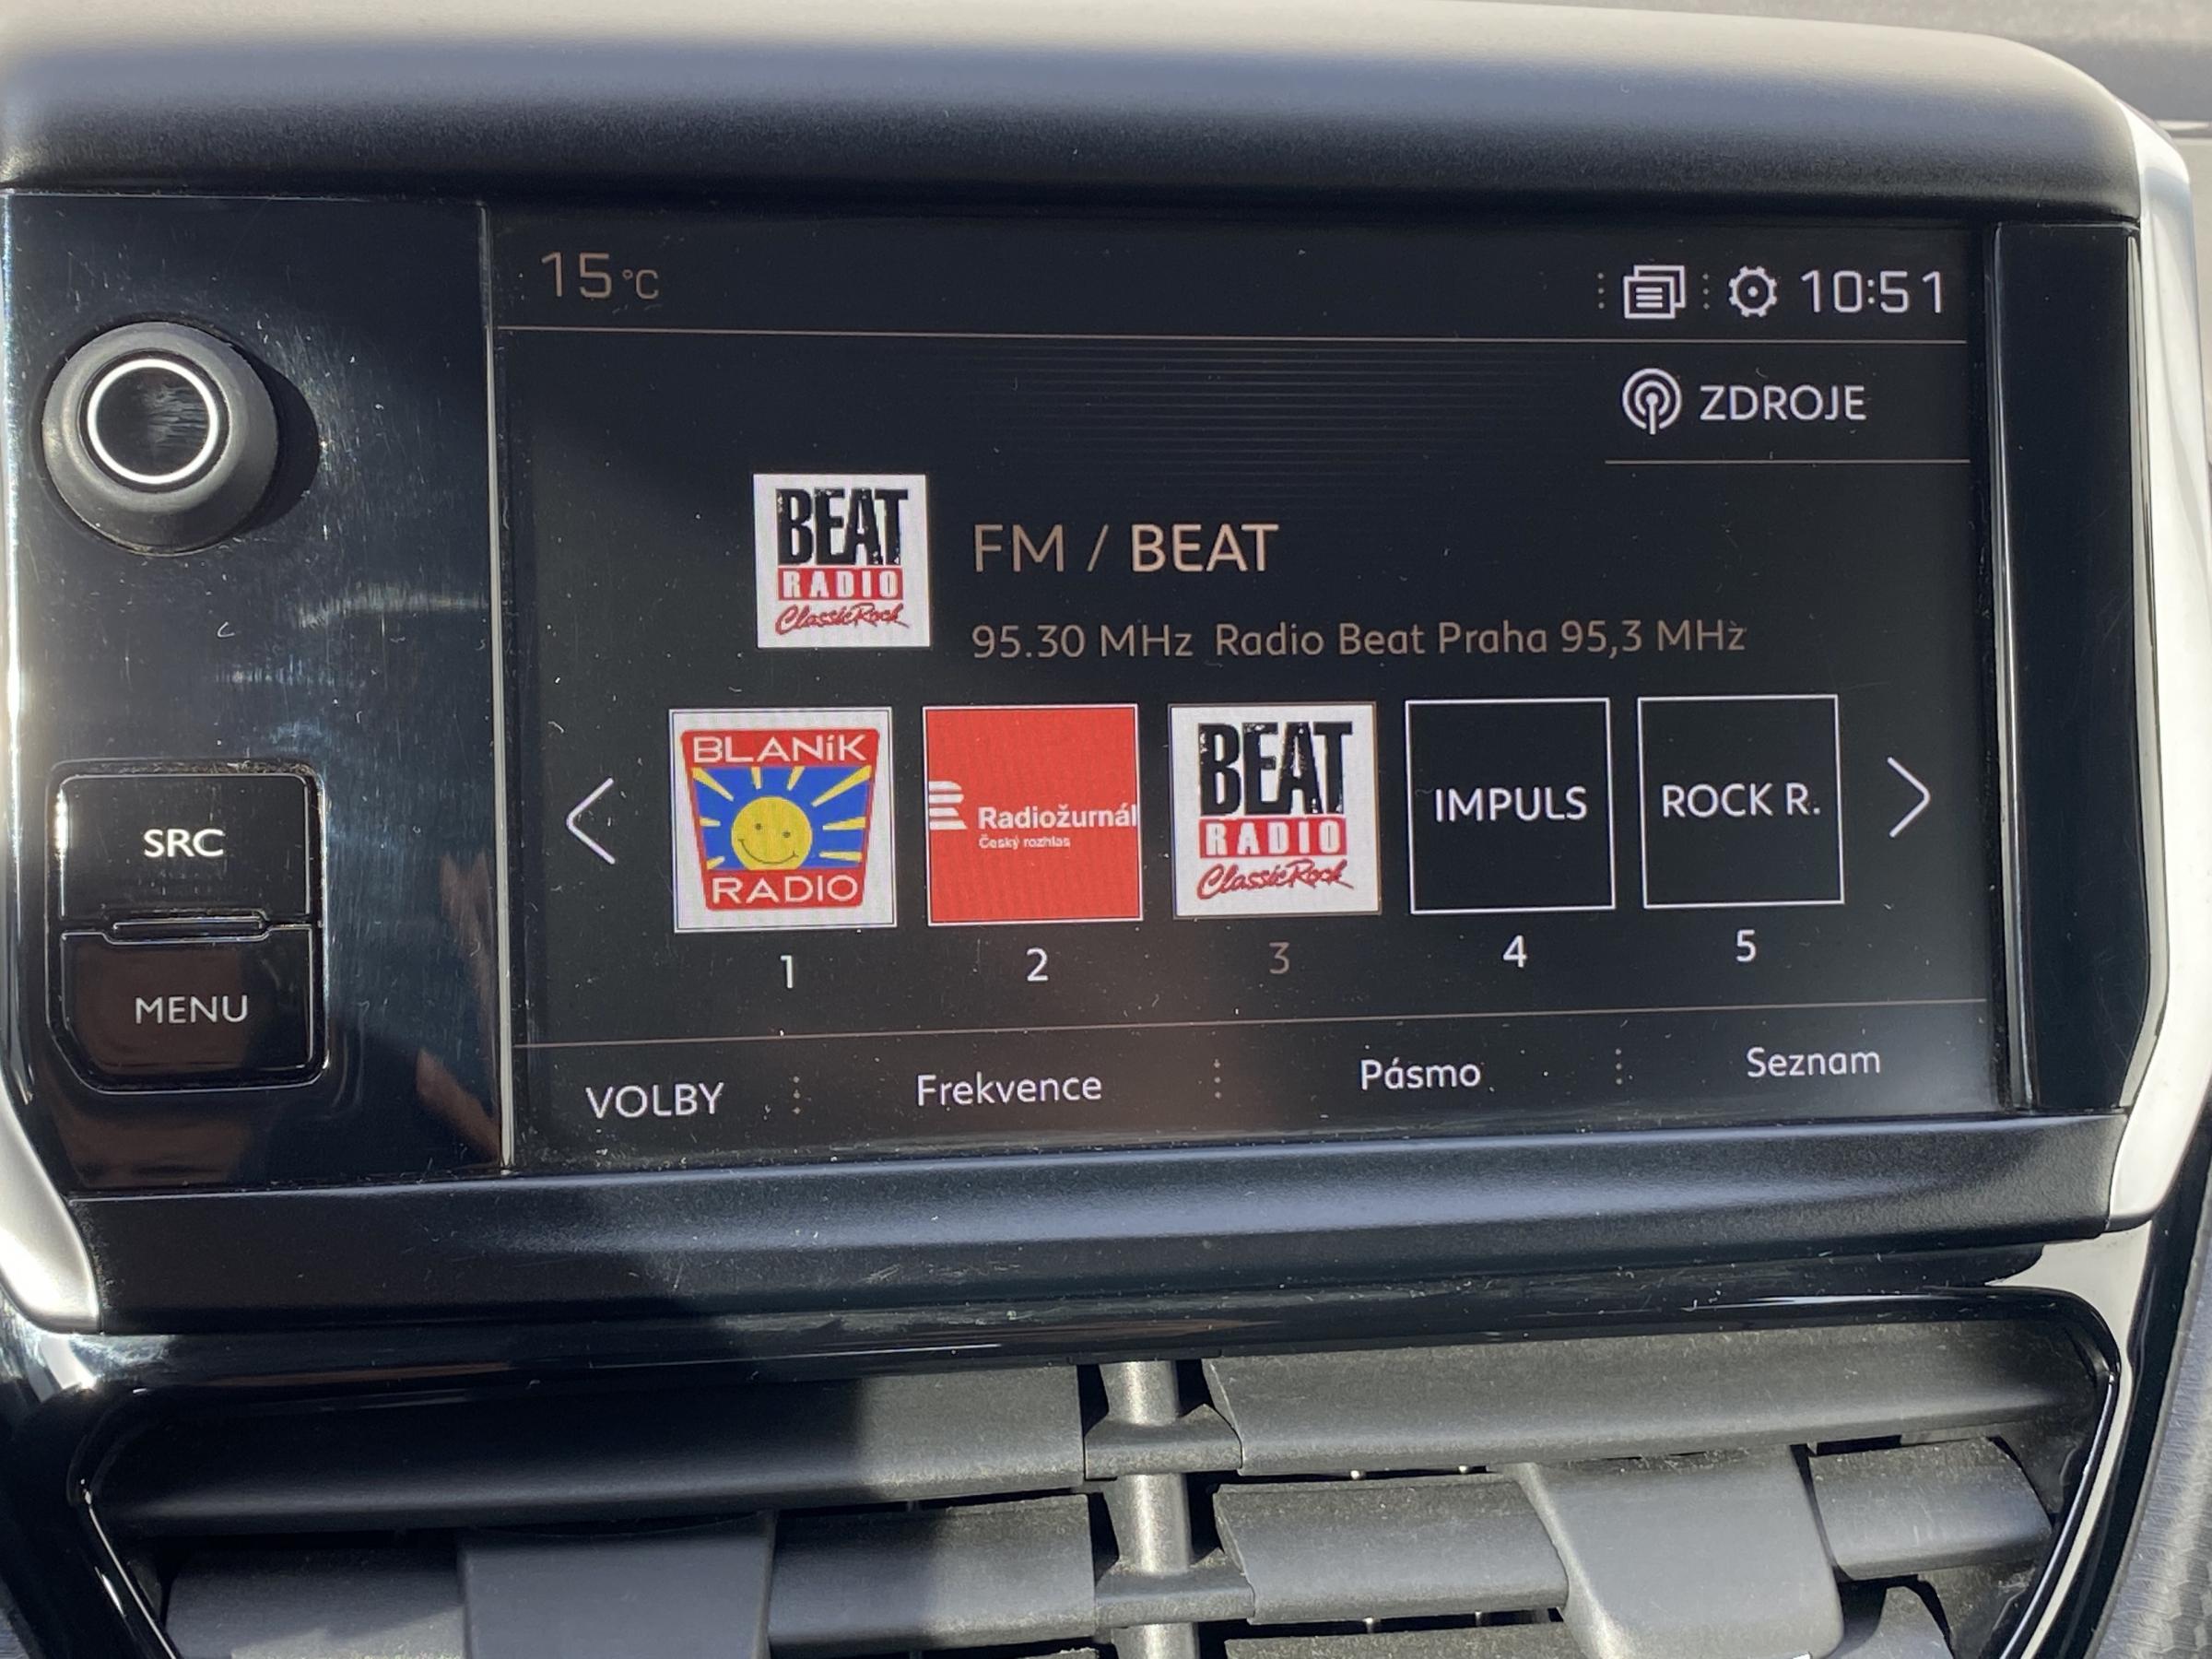 15 °C
10:51
ZDROJE
BEAT
RADIO
Classic Rock
FM / BEAT
95.30 MHz Radio Beat Praha 95,3 MHz
BLANíK
RADIO
Radiožurnál
Český rozhlas
BEAT
RADIO
Classic Rock
IMPULS
ROCK R.
1
2
3
4
5
SRC
MENU
VOLBY
Frekvence
Pásmo
Seznam